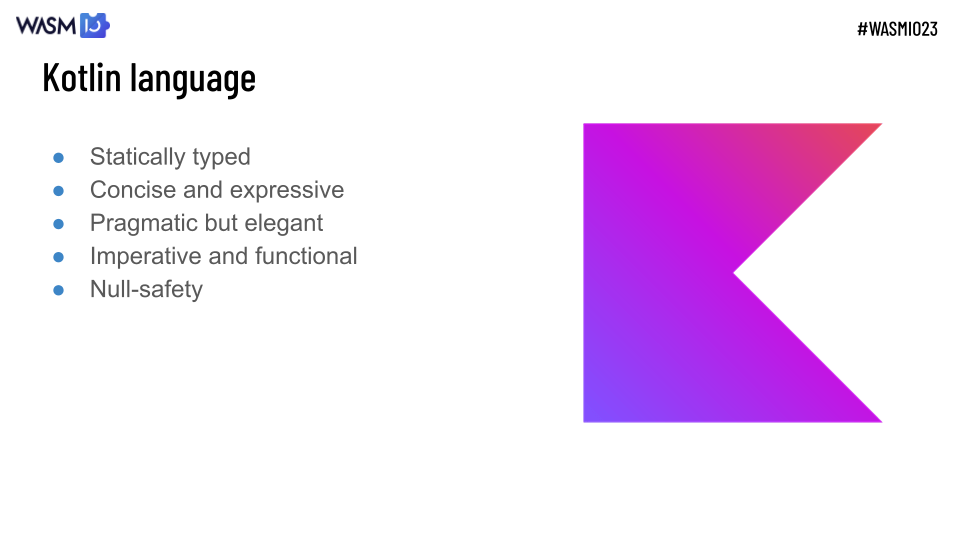 WASM IO
#WASMIO23
Kotlin language
● Statically typed
● Concise and expressive
● Pragmatic but elegant
● Imperative and functional
● Null-safety